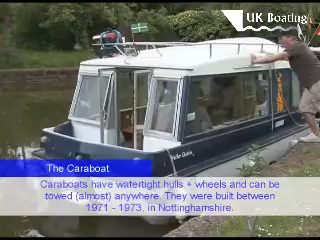 UK Boating
The Caraboat
Caraboats have watertight hulls + wheels and can be
towed (almost) anywhere. They were built between
1971 - 1973, in Nottinghamshire.